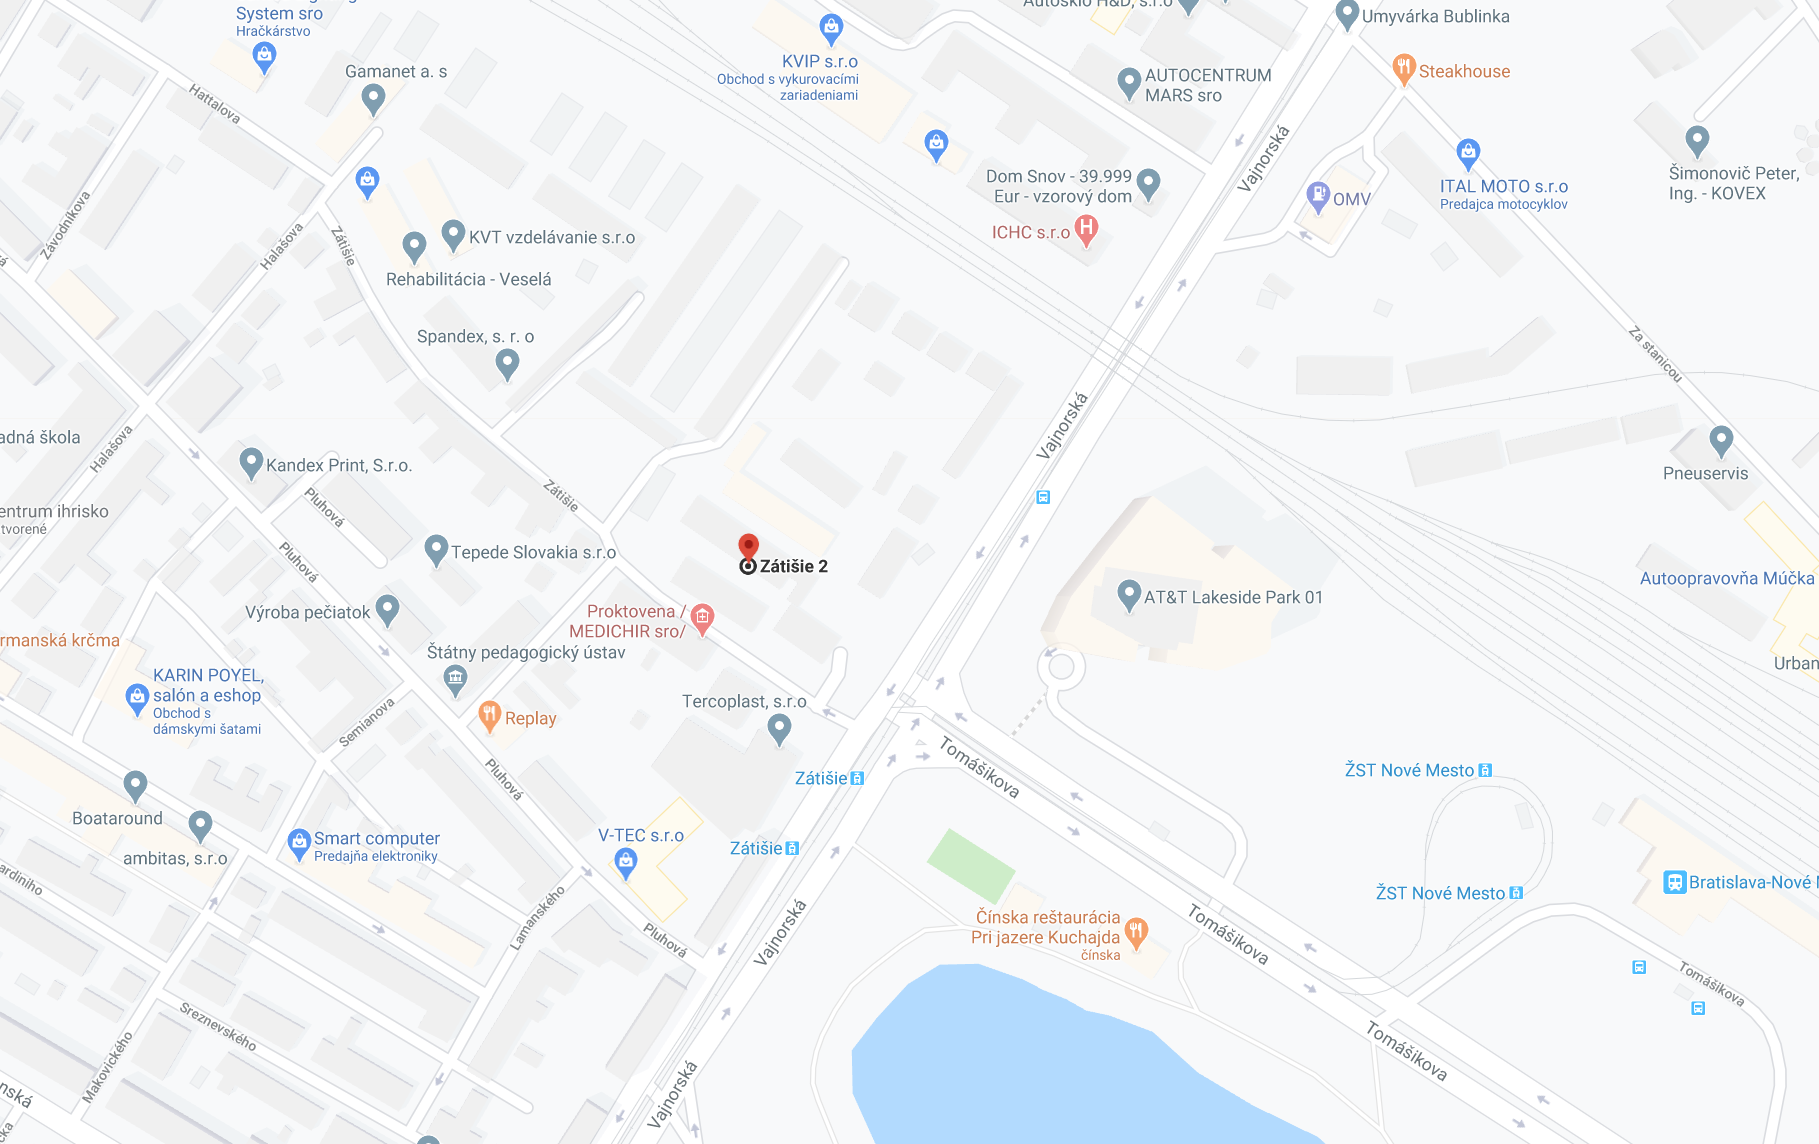 System sro
Hračkárstvo
Gamanet a. s
KVIP s.r.o
Obchod s vykurovacími
zariadeniami
Umyvárka Bublinka
Steakhouse
AUTOCENTRUM
MARS sro
Hattalova
Vajnorská
Dom Snov - 39.999
Eur - vzorový dom
ICHC s.r.o
OMV
ITAL MOTO s.r.o
Predajca motocyklov
Šimonovič Peter,
Ing. - KOVEX
Závodníkova
Halašova
Zátišie
KVT vzdelávanie s.r.o
Rehabilitácia - Veselá
Spandex, s. r. o
Za stanicou
Vajnorská
Halašova
Kandex Print, S.r.o.
Pluhová
Zátišie
Pneuservis
adná škola
entrum ihrisko
tvorené
Pluhová
Tepede Slovakia s.r.o
Zátišie 2
AT&T Lakeside Park 01
Autoopravovňa Múčka
Výroba pečiatok
Proktovena /
MEDICHIR sro/
rmanská krčma
Štátny pedagogický ústav
Urban
KARIN POYEL,
salón a eshop
Obchod s
dámskymi šatami
Semianova
Replay
Tercoplast, s.r.o
Tomášikova
Pluhová
Zátišie
ŽST Nové Mesto
Boataround
ambitas, s.r.o
Smart computer
Predajňa elektroniky
V-TEC s.r.o
Zátišie
ardiniho
Lamanského
Pluhová
Vajnorská
Čínska reštaurácia
Pri jazere Kuchajda
čínska
Tomášikova
ŽST Nové Mesto
Bratislava-Nové
Tomášikova
Sreznevského
Makovického
Vajnorská
Tomášikova
nská